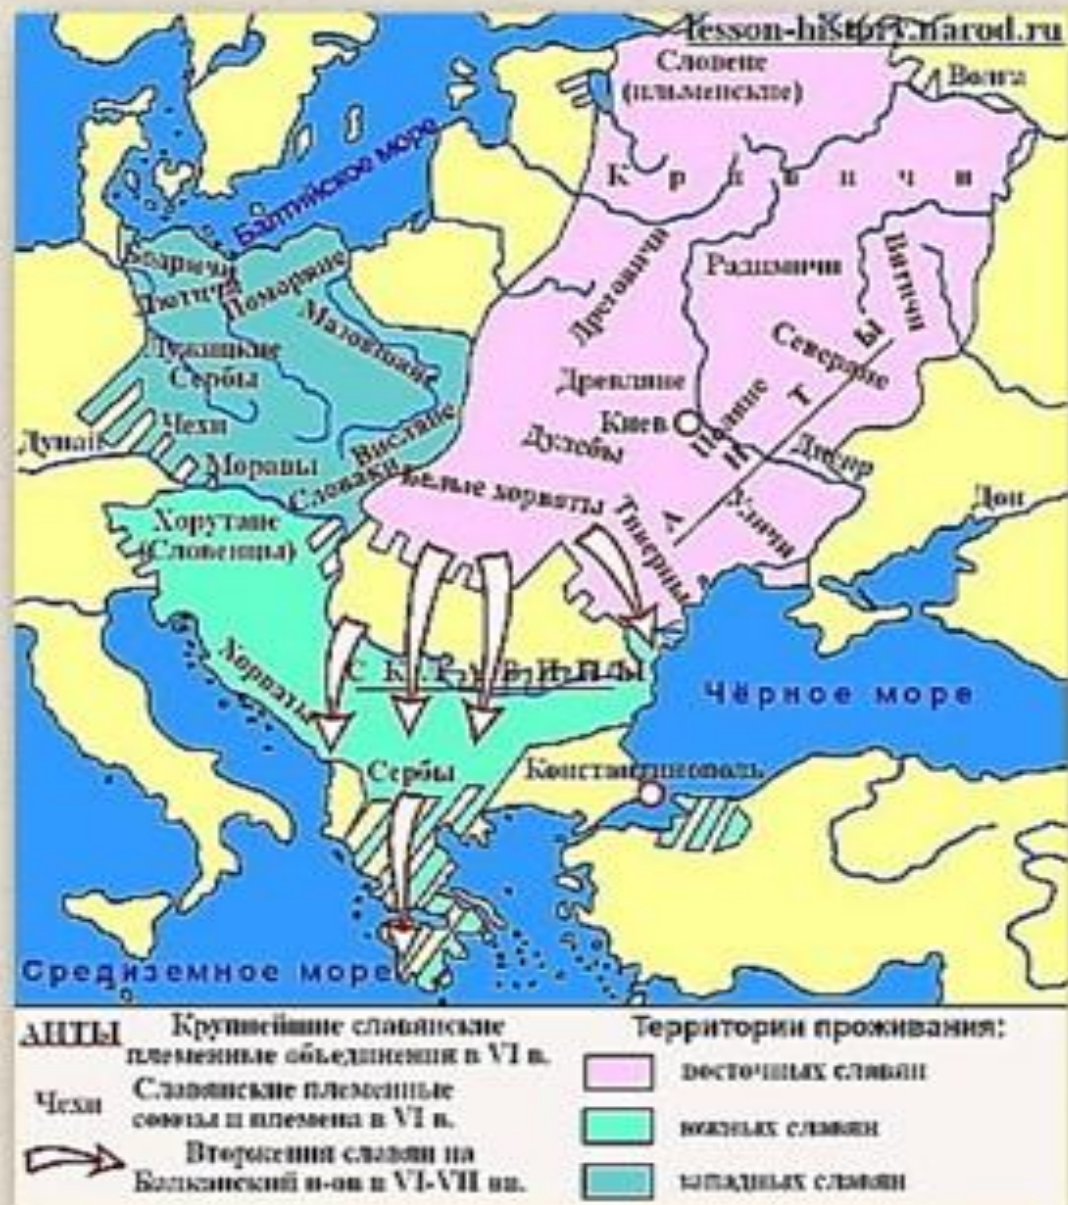 lesson-history.narod.ru
Словене
(ильменские)
Волга
Балтийское море
Кривичи
Бодричи
Лютичи
Поморяне
Мазовшане
Дреговичи
Радимичи
Вятичи
Лужицкие
Сербы
Северяне
Древляне
Киев
Поляне
АНТЫ
Чехи
Дунай
Дулебы
Днепр
Висляне
Моравы
Словаки
Белые хорваты
Тиверцы
Уличи
Дон
Хорутане
(Словенцы)
Хорваты
Чёрное море
Сербы
Константинополь
Средиземное море
АНТЫ
Крупнейшие славянские
племенные объединения в VI в.
Чехи
Славянские племенные
союзы и племена в VI в.
Вторжения славян на
Балканский п-ов в VI-VII вв.
Территории проживания:
восточных славян
южных славян
западных славян